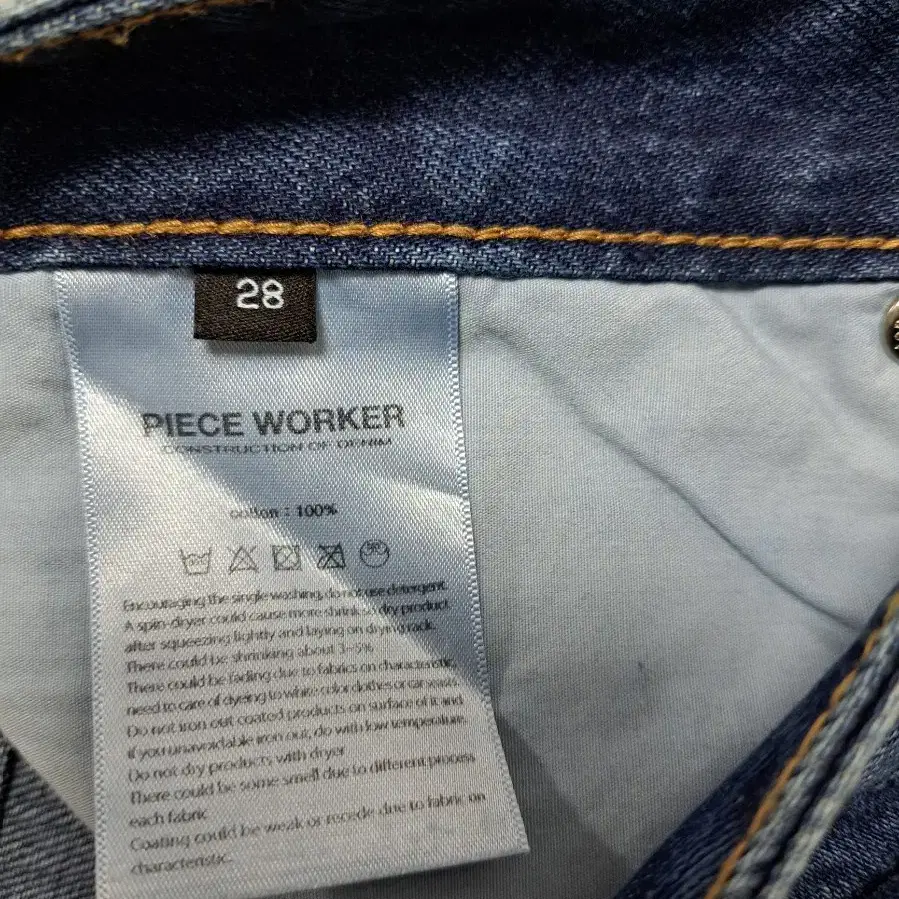 28
PIECE WORKER
CONSTRUCTION OF DENIM
cotton : 100%
Encouraging the single washing, do not use detergent.
A spin-dryer could cause more shrink, so dry product
after squeezing lightly and laying on drying rack.
There could be shrinking about 3~5%
There could be fading due to fabrics on characteristic,
need to care of dyeing to white color clothes or car seat
Do not iron out coated products on surface of it and
if you unavoidable iron out, do with low temperature.
Do not dry products with dryer
There could be some smell due to different process
each fabric
Coating could be weak or recede due to fabric on
characteristic.